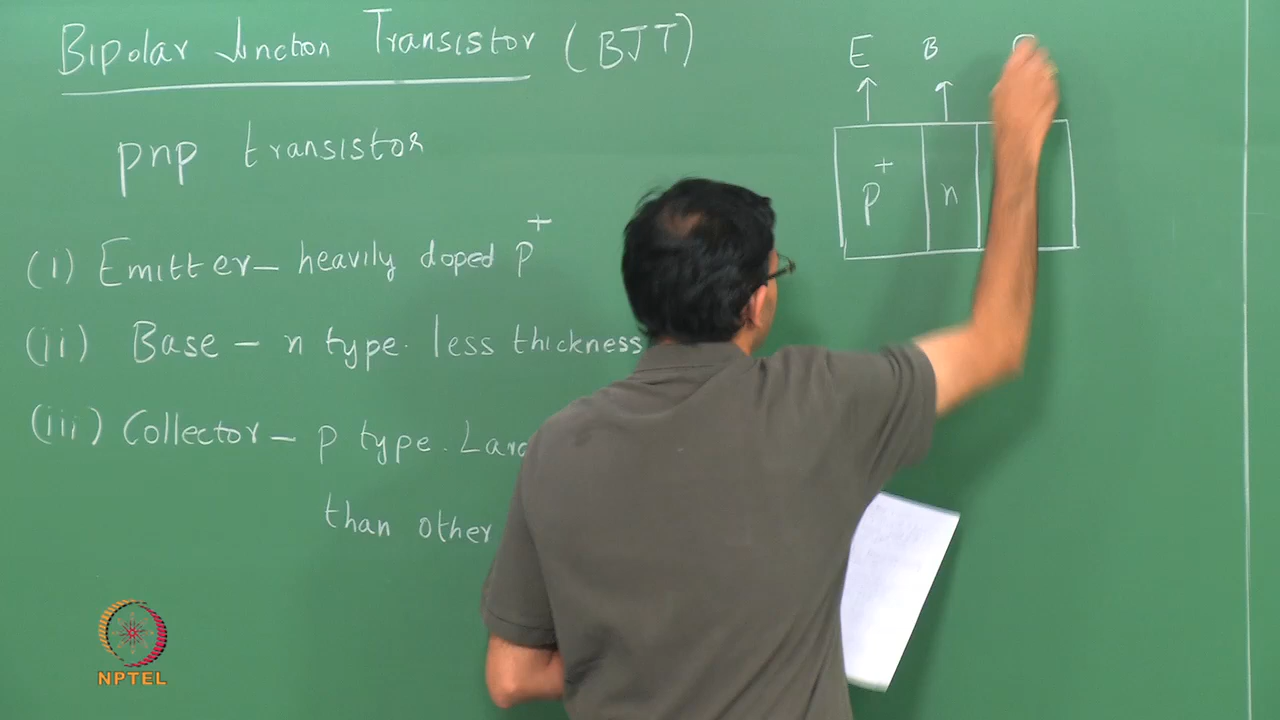 Bipolar Junction Transistor (BJT)
pnp transistor
(i) Emitter – heavily doped p⁺
(ii) Base – n type. less thickness
(iii) Collector – p type.
than other
E B
p⁺ n
NPTEL